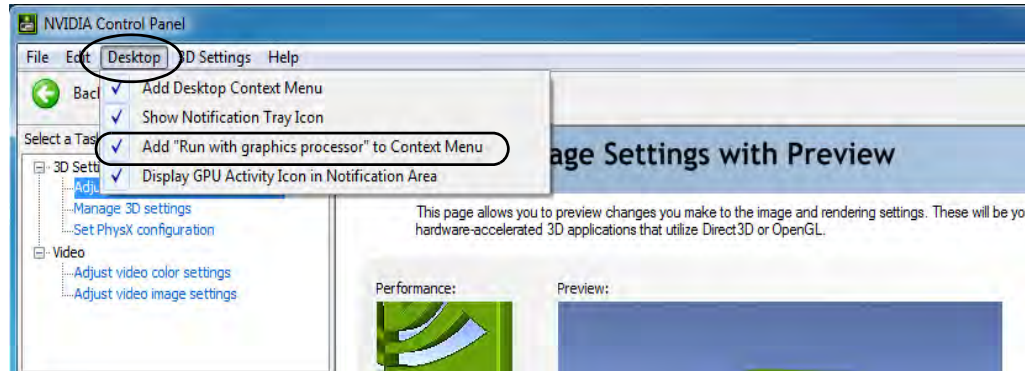 NVIDIA Control Panel
File Edit Desktop 3D Settings Help
Add Desktop Context Menu
Show Notification Tray Icon
Add "Run with graphics processor" to Context Menu
Display GPU Activity Icon in Notification Area
Select a
Manage 3D settings
Set PhysX configuration
Video
Adjust video color settings
Adjust video image settings
Settings with Preview
This page allows you to preview changes you make to the image and rendering settings. These will be
hardware-accelerated 3D applications that utilize Direct3D or OpenGL.
Performance:
Preview: